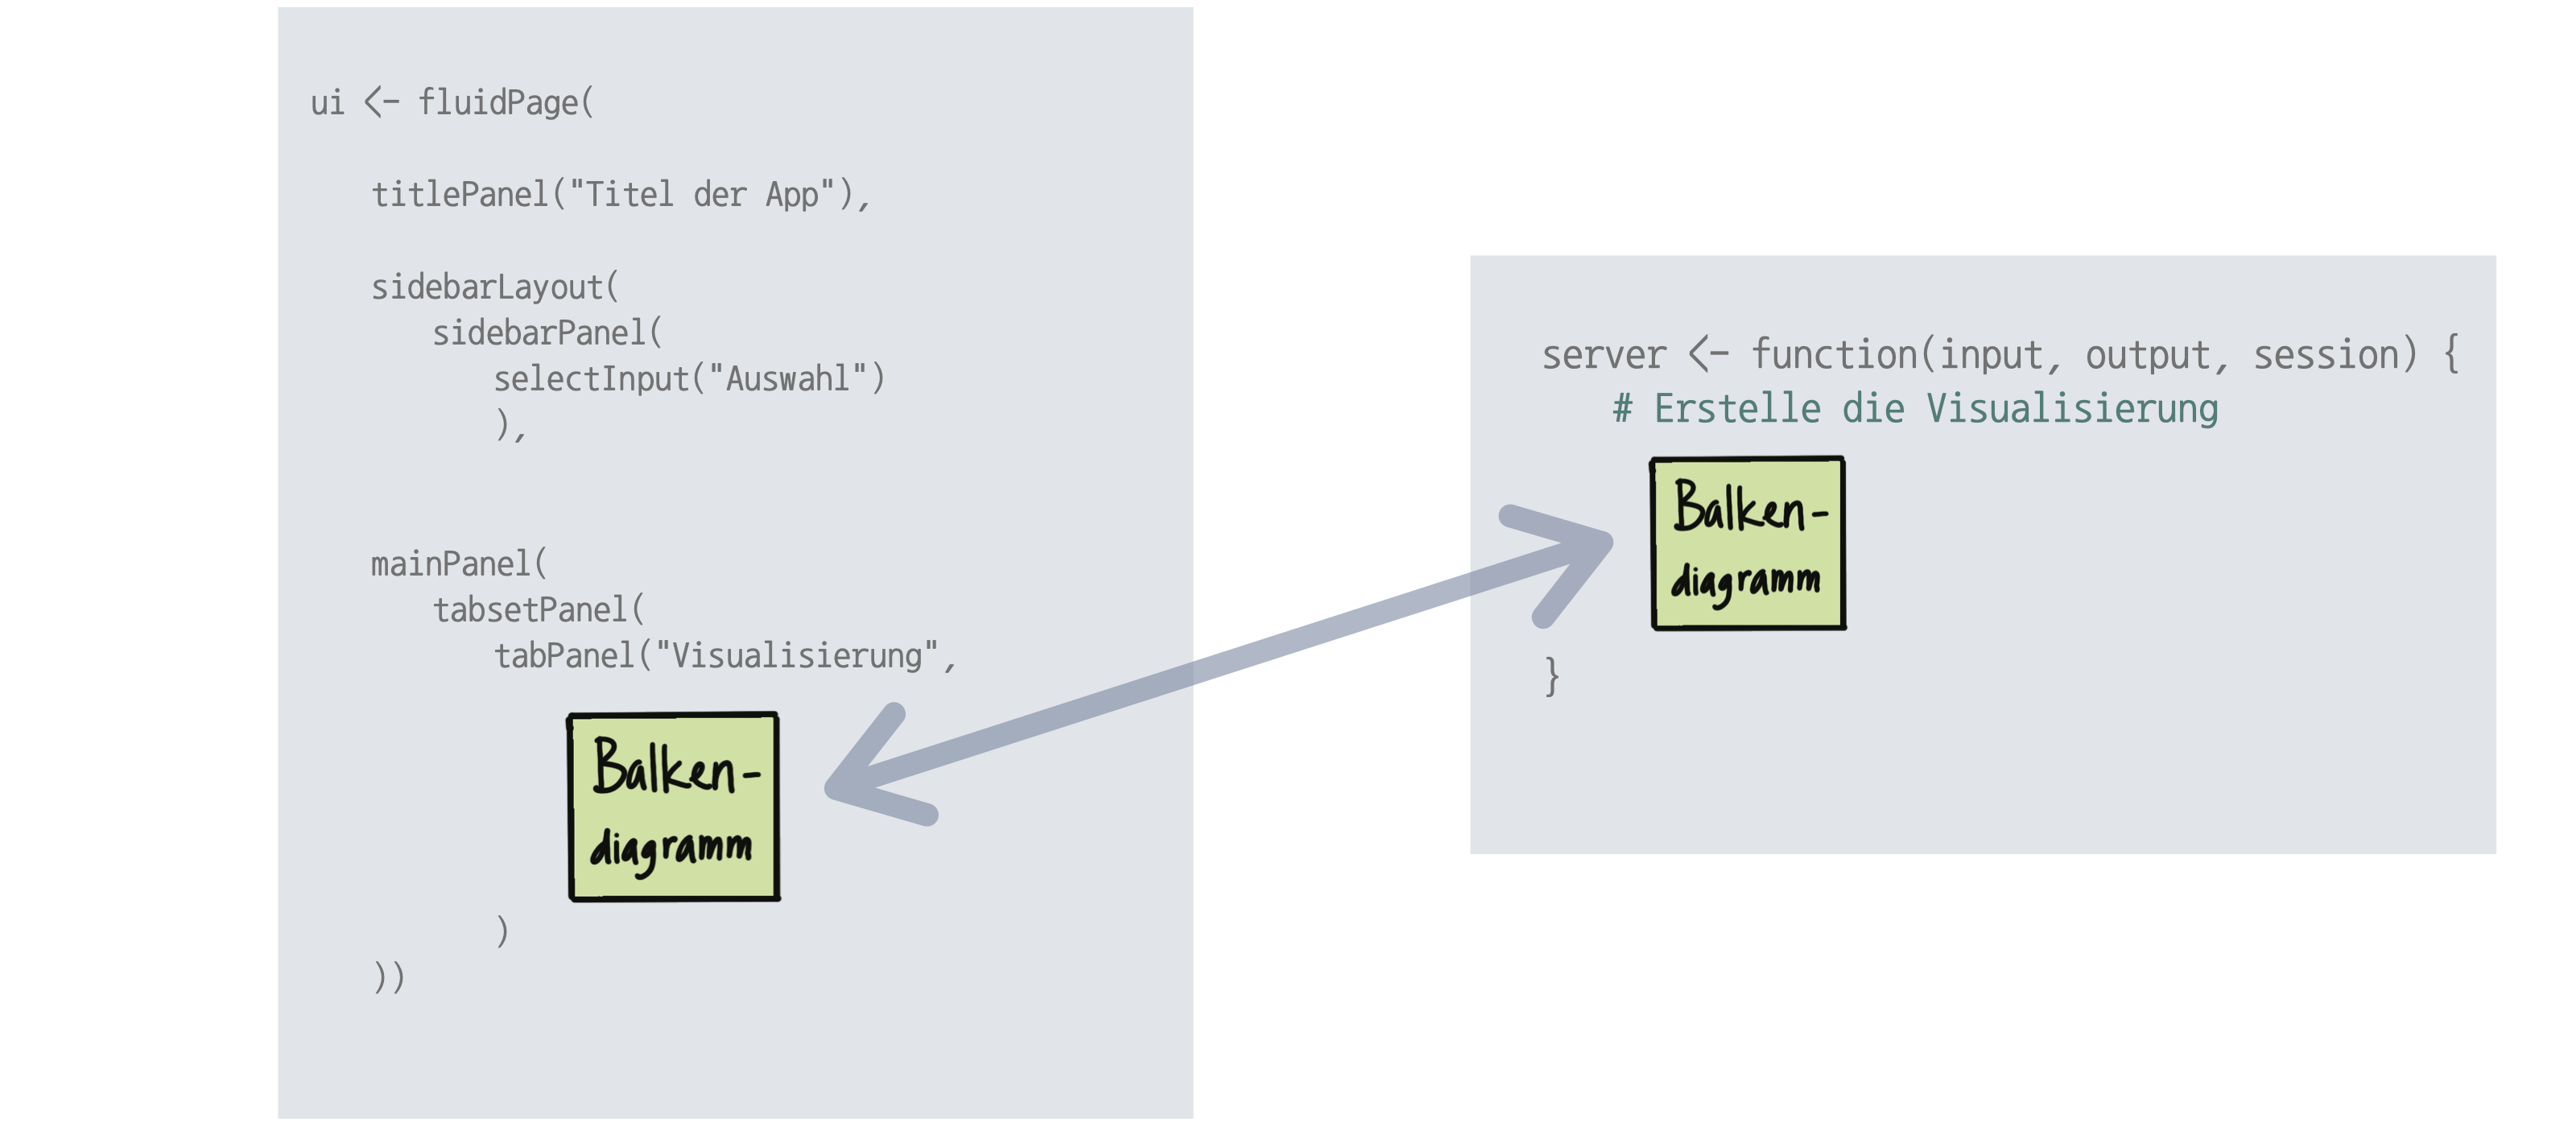 ui <- fluidPage(
titlePanel("Titel der App"),
sidebarLayout(
sidebarPanel(
selectInput("Auswahl")
),
mainPanel(
tabsetPanel(
tabPanel("Visualisierung",
Balken-
diagramm
)
))
server <- function(input, output, session) {
# Erstelle die Visualisierung
Balken-
diagramm
}